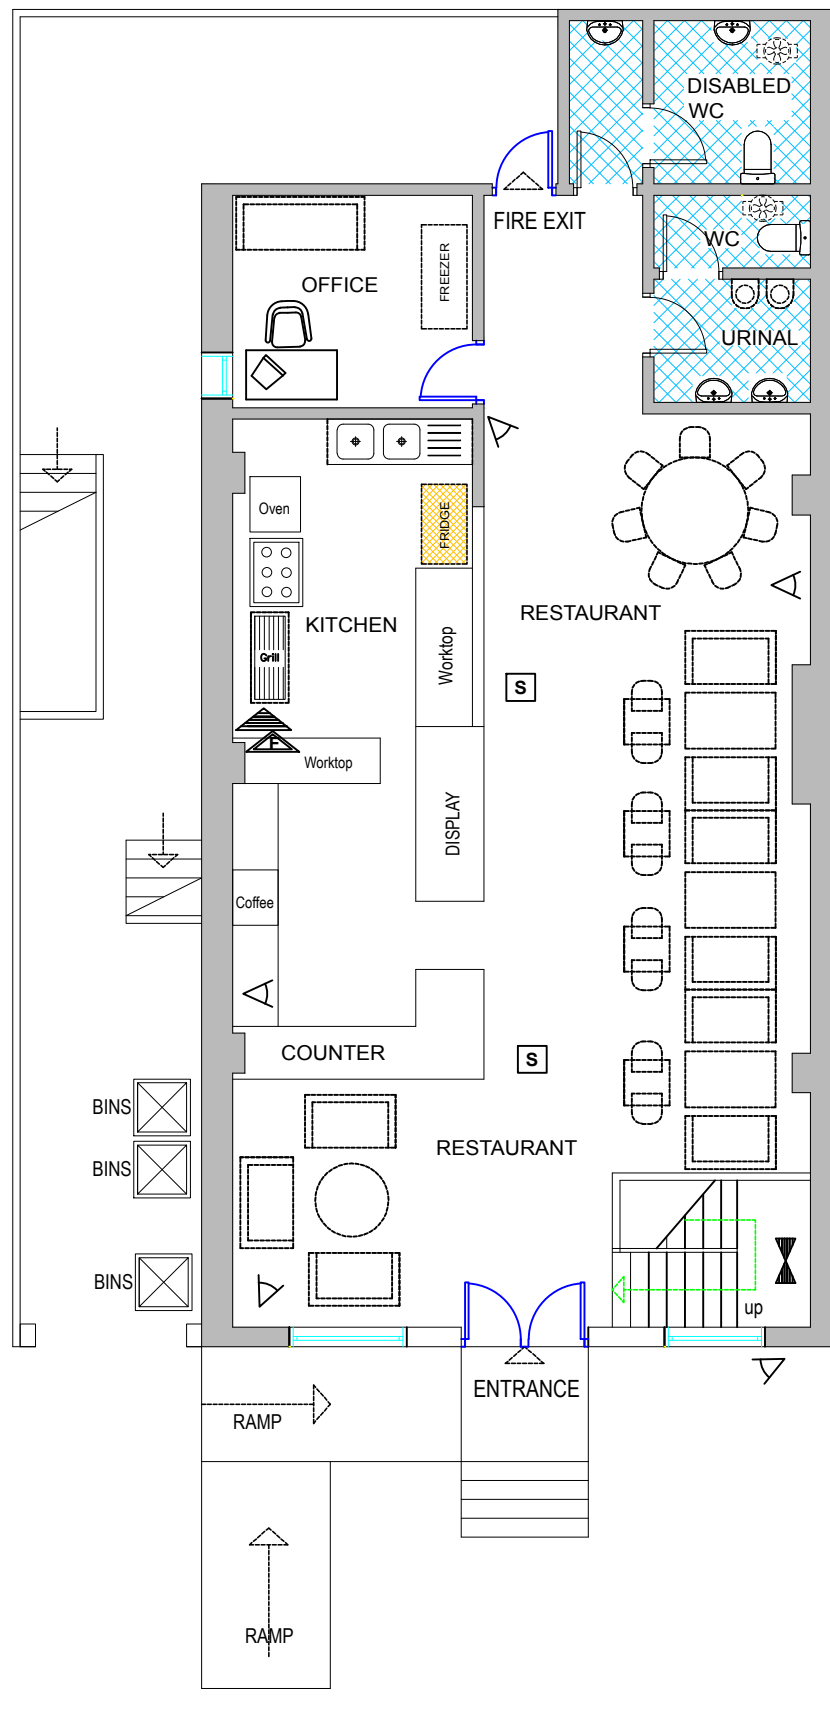 DISABLED
WC
FIRE EXIT
WC
OFFICE
FREEZER
URINAL
Oven
FRIDGE
RESTAURANT
KITCHEN
Worktop
Grill
S
F
Worktop
DISPLAY
Coffee
COUNTER
S
BINS
RESTAURANT
BINS
BINS
up
ENTRANCE
RAMP
RAMP